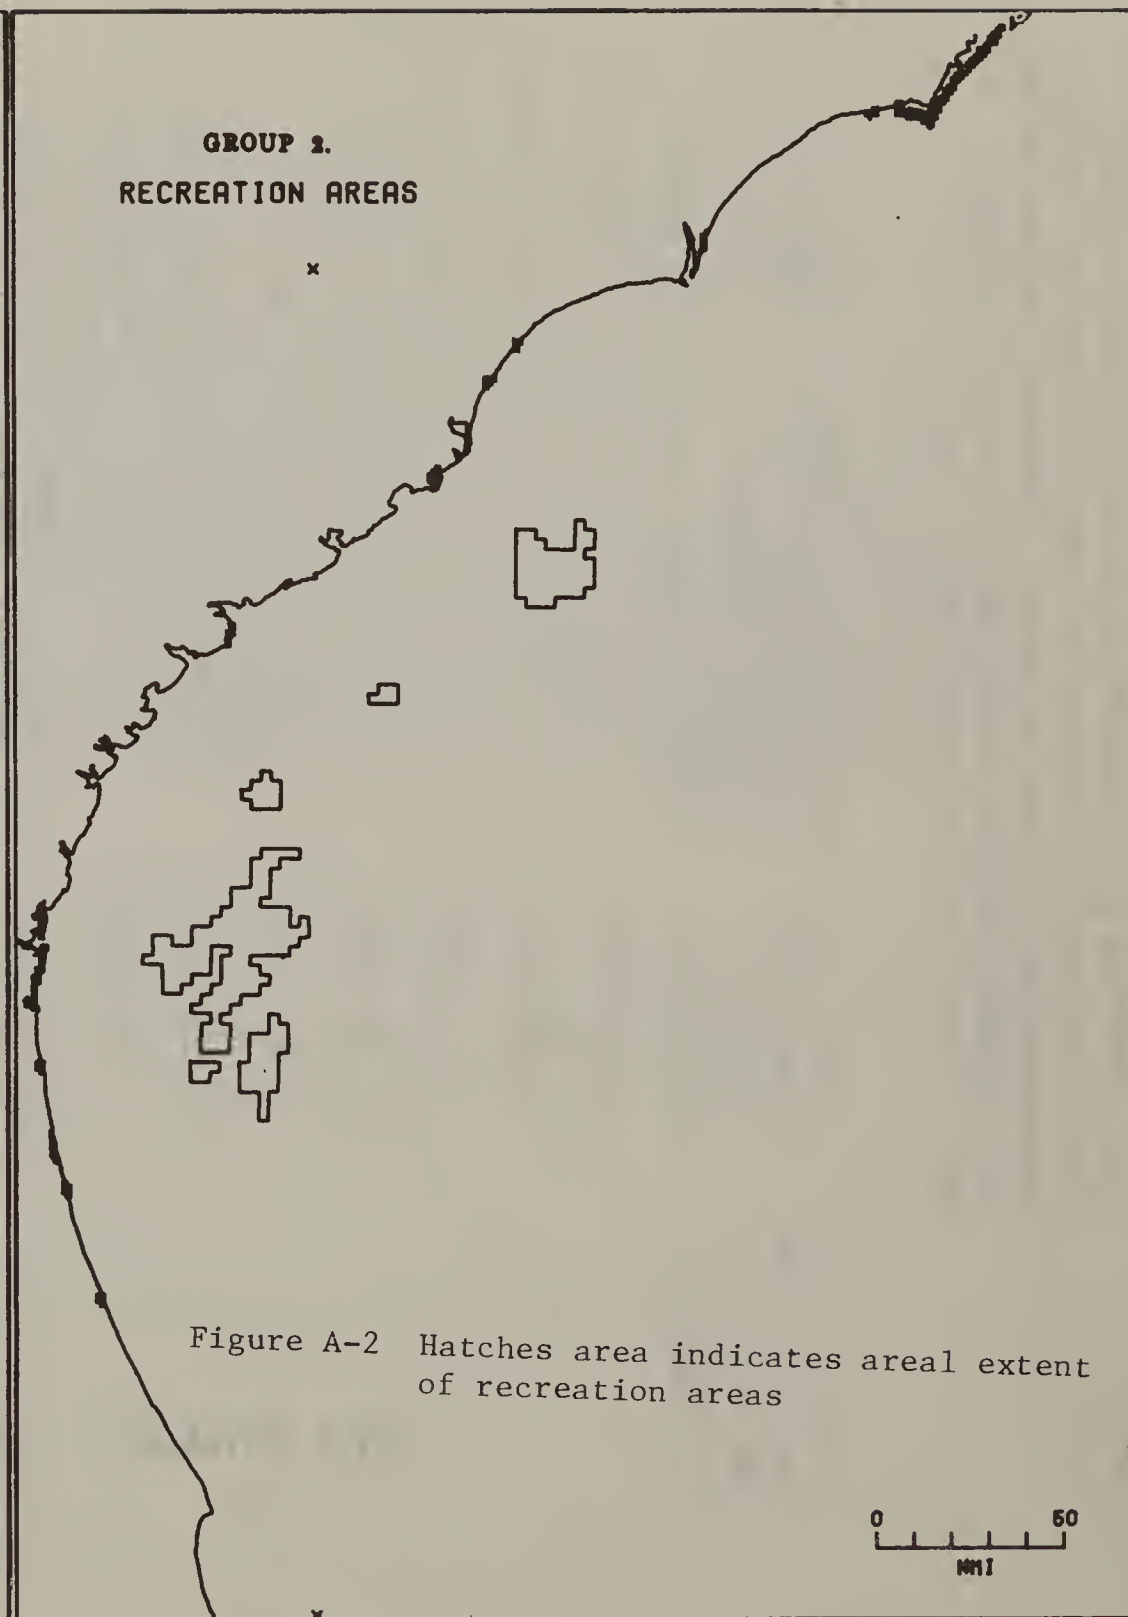 GROUP 2.
RECREATION AREAS
x
Figure A-2 Hatches area indicates areal extent
of recreation areas
0 50
NMI
x